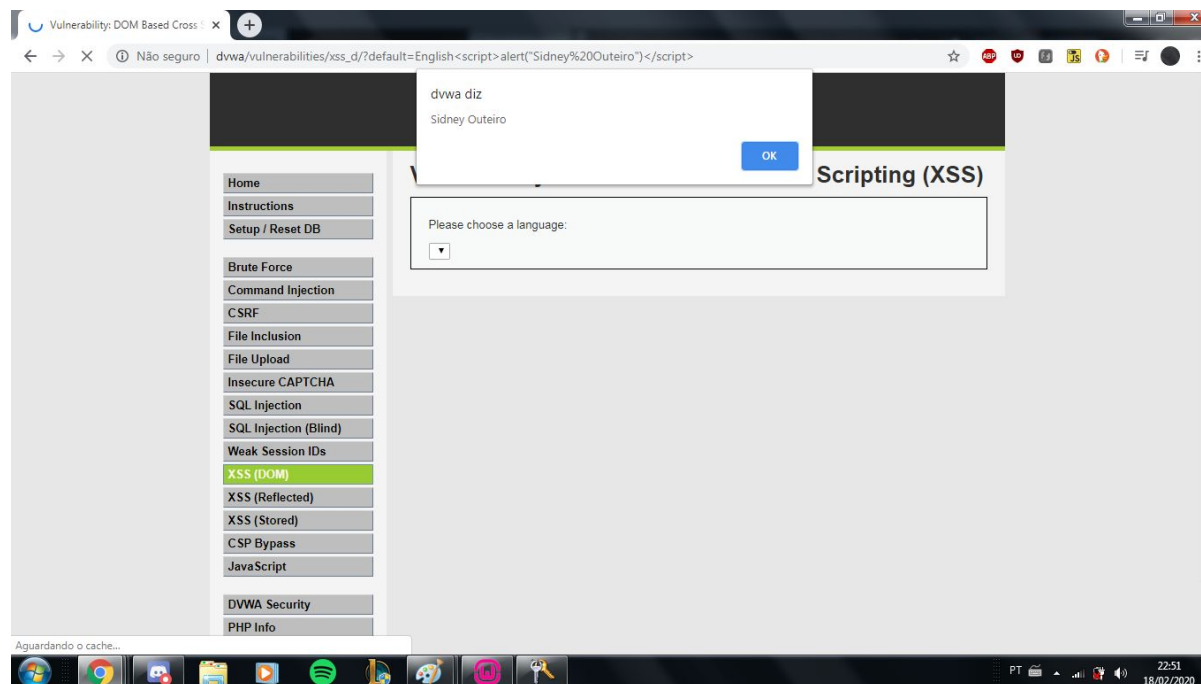 Vulnerability: DOM Based Cross S
Não seguro | dvwa/vulnerabilities/xss_d/?default=English<script>alert("Sidney%20Outeiro")</script>
ABP
JS
dvwa diz
Sidney Outeiro
OK
Scripting (XSS)
Home
Instructions
Setup / Reset DB
Please choose a language:
Brute Force
Command Injection
CSRF
File Inclusion
File Upload
Insecure CAPTCHA
SQL Injection
SQL Injection (Blind)
Weak Session IDs
XSS (DOM)
XSS (Reflected)
XSS (Stored)
CSP Bypass
JavaScript
DVWA Security
PHP Info
Aguardando o cache...
PT
22:51
18/02/2020